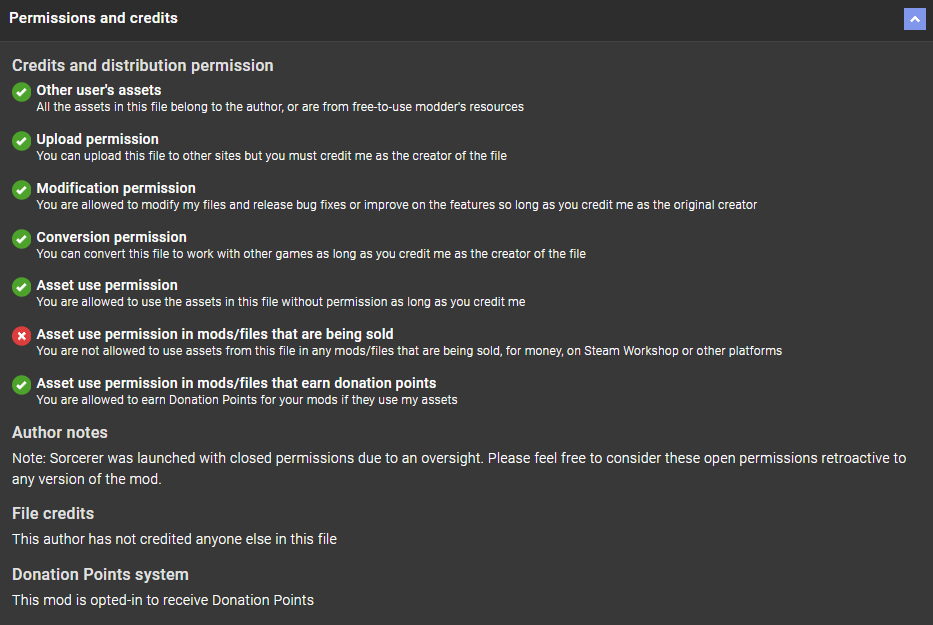 Permissions and credits
Credits and distribution permission
Other user's assets
All the assets in this file belong to the author, or are from free-to-use modder's resources
Upload permission
You can upload this file to other sites but you must credit me as the creator of the file
Modification permission
You are allowed to modify my files and release bug fixes or improve on the features so long as you credit me as the original creator
Conversion permission
You can convert this file to work with other games as long as you credit me as the creator of the file
Asset use permission
You are allowed to use the assets in this file without permission as long as you credit me
Asset use permission in mods/files that are being sold
You are not allowed to use assets from this file in any mods/files that are being sold, for money, on Steam Workshop or other platforms
Asset use permission in mods/files that earn donation points
You are allowed to earn Donation Points for your mods if they use my assets
Author notes
Note: Sorcerer was launched with closed permissions due to an oversight. Please feel free to consider these open permissions retroactive to
any version of the mod.
File credits
This author has not credited anyone else in this file
Donation Points system
This mod is opted-in to receive Donation Points